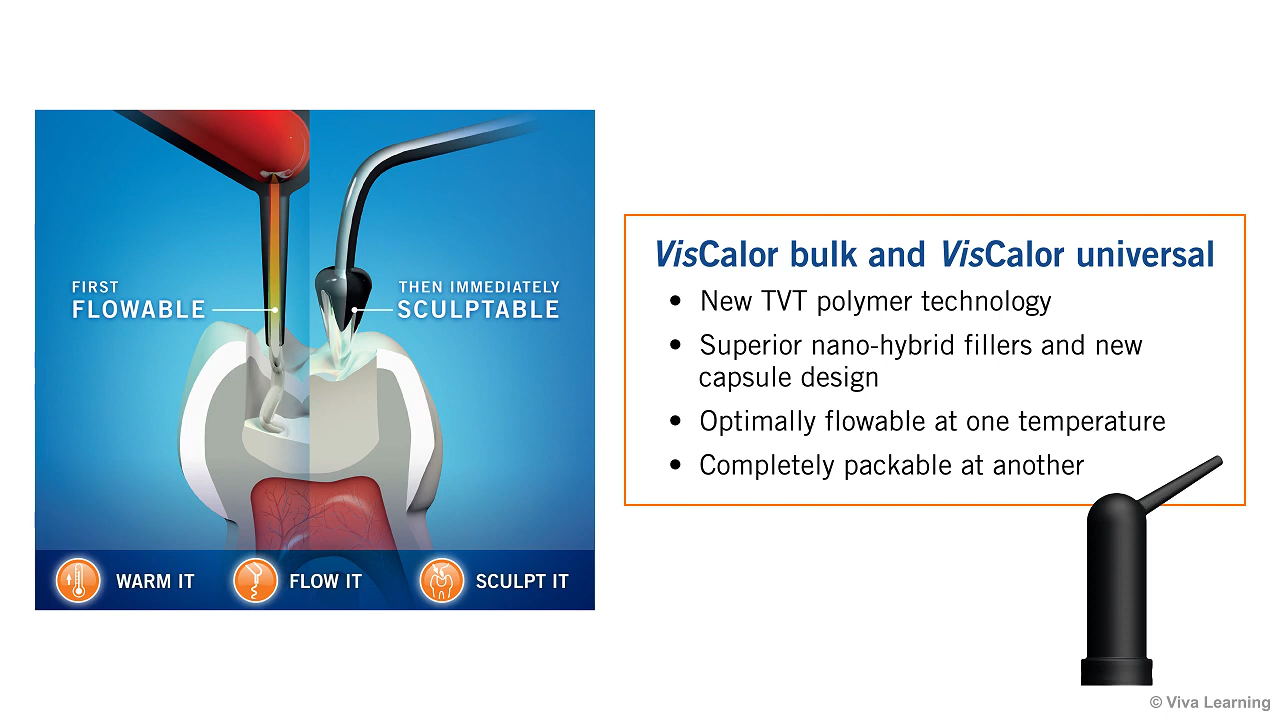 FIRST
FLOWABLE
THEN IMMEDIATELY
SCULPTABLE
WARM IT
FLOW IT
SCULPT IT
VisCalor bulk and VisCalor universal
• New TVT polymer technology
• Superior nano-hybrid fillers and new
capsule design
• Optimally flowable at one temperature
• Completely packable at another
© Viva Learning